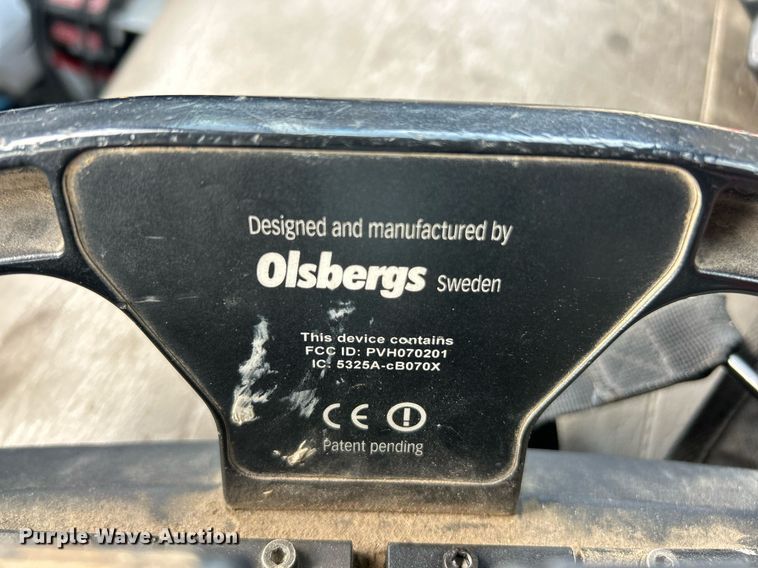 Designed and manufactured by
Olsbergs Sweden
This device contains
FCC ID: PVH070201
IC: 5325A-cB070X
CE
Patent pending
Purple Wave Auction